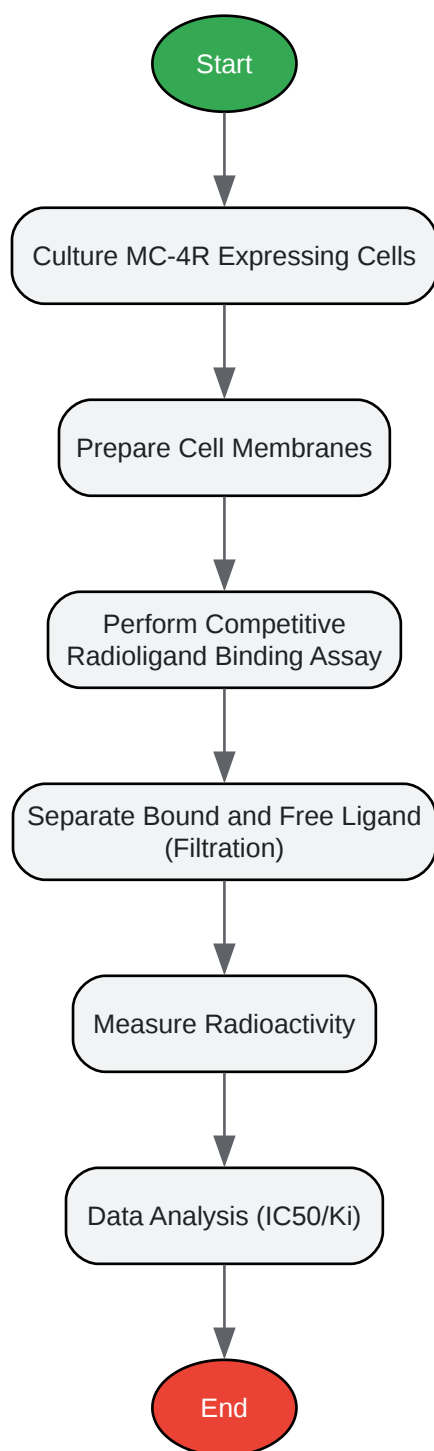 Start
Culture MC-4R Expressing Cells
Prepare Cell Membranes
Perform Competitive
Radioligand Binding Assay
Separate Bound and Free Ligand
(Filtration)
Measure Radioactivity
Data Analysis (IC50/Ki)
End